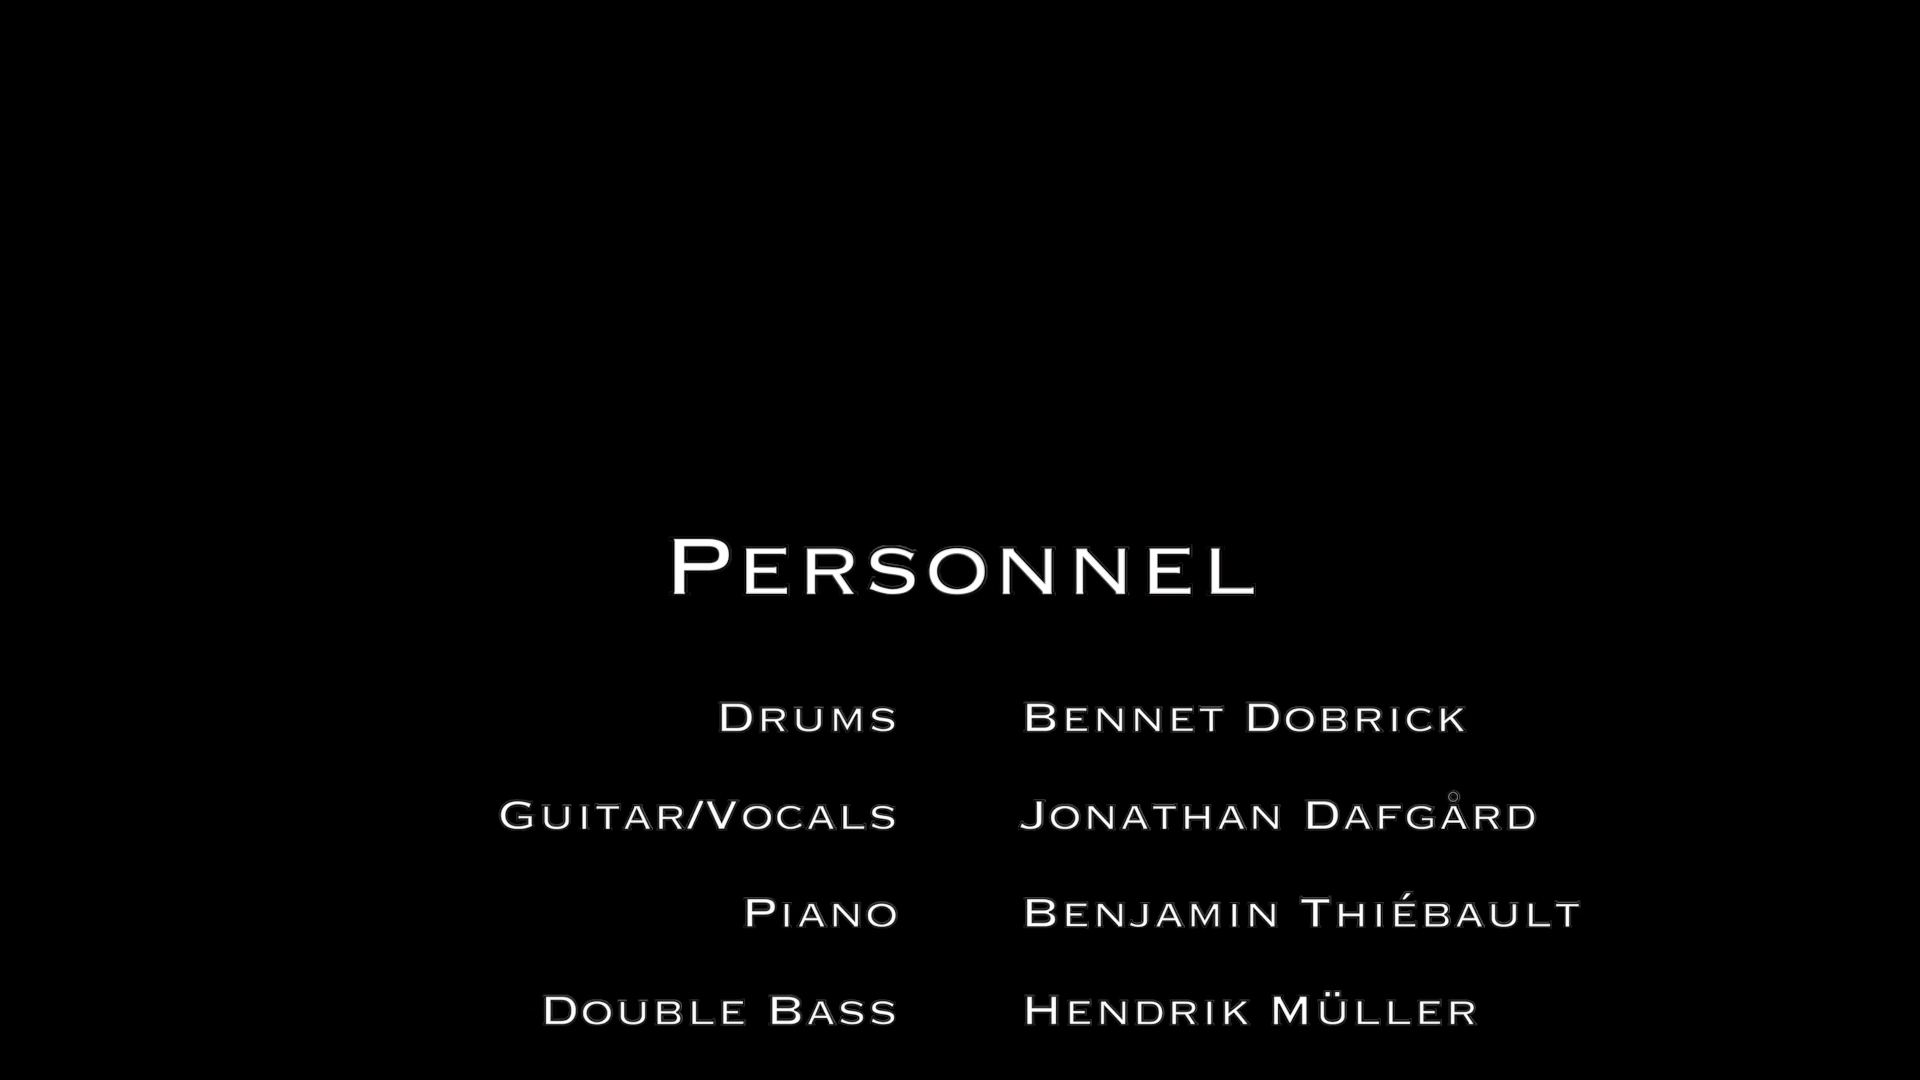 Personnel
Drums Bennet Dobrick
Guitar/Vocals Jonathan Dafgård
Piano Benjamin Thiébault
Double Bass Hendrik Müller